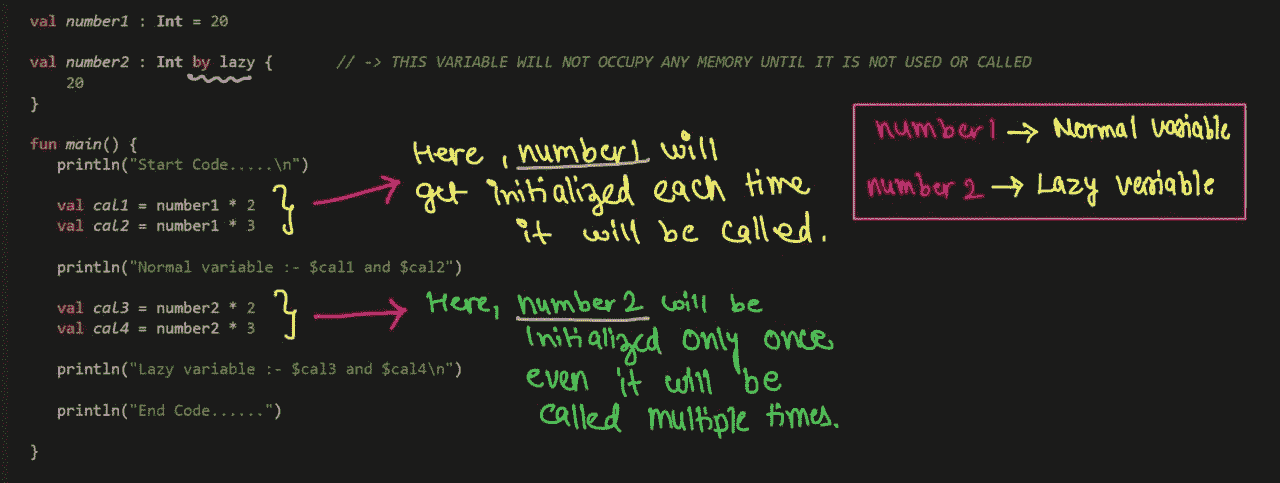 val number1 : Int = 20
val number2 : Int by lazy {        // -> THIS VARIABLE WILL NOT OCCUPY ANY MEMORY UNTIL IT IS NOT USED OR CALLED
    20
}
fun main() {
    println("Start Code.....\n")
    val cal1 = number1 * 2
    val cal2 = number1 * 3
    println("Normal variable :- $cal1 and $cal2")
    val cal3 = number2 * 2
    val cal4 = number2 * 3
    println("Lazy variable :- $cal3 and $cal4\n")
    println("End Code......")
}
Here, number1 will
get initialized each time
it will be called.
Here, number2 will be
initialized only once
even it will be
called multiple times.
number1 → Normal variable
number2 → Lazy veriable